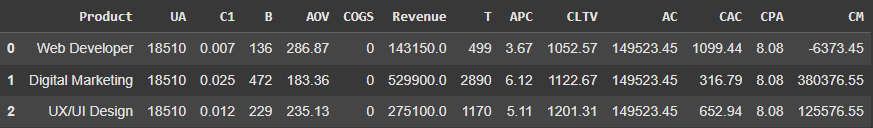 Product UA C1 B AOV COGS Revenue T APC CLTV AC CAC CPA CM
0 Web Developer 18510 0.007 136 286.87 0 143150.0 499 3.67 1052.57 149523.45 1099.44 8.08 -6373.45
1 Digital Marketing 18510 0.025 472 183.36 0 529900.0 2890 6.12 1122.67 149523.45 316.79 8.08 380376.55
2 UX/UI Design 18510 0.012 229 235.13 0 275100.0 1170 5.11 1201.31 149523.45 652.94 8.08 125576.55